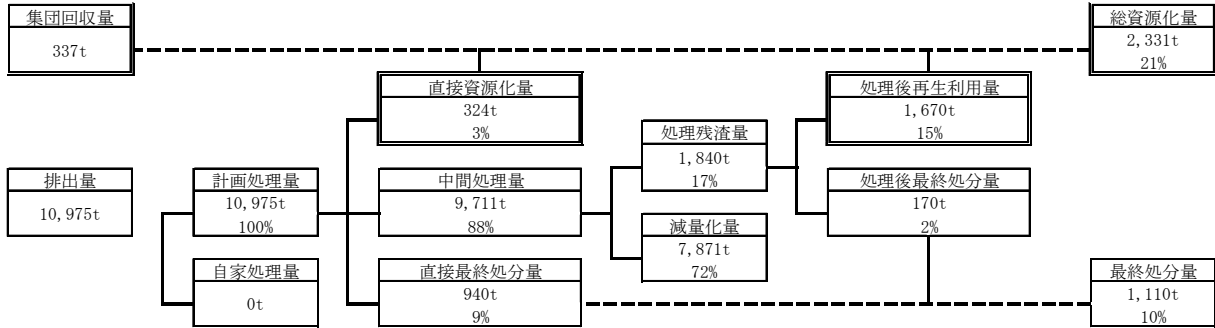 集団回収量
337t
総資源化量
2,331t
21%
直接資源化量
324t
3%
処理後再生利用量
1,670t
15%
処理残渣量
1,840t
17%
排出量
10,975t
計画処理量
10,975t
100%
中間処理量
9,711t
88%
処理後最終処分量
170t
2%
減量化量
7,871t
72%
自家処理量
0t
直接最終処分量
940t
9%
最終処分量
1,110t
10%